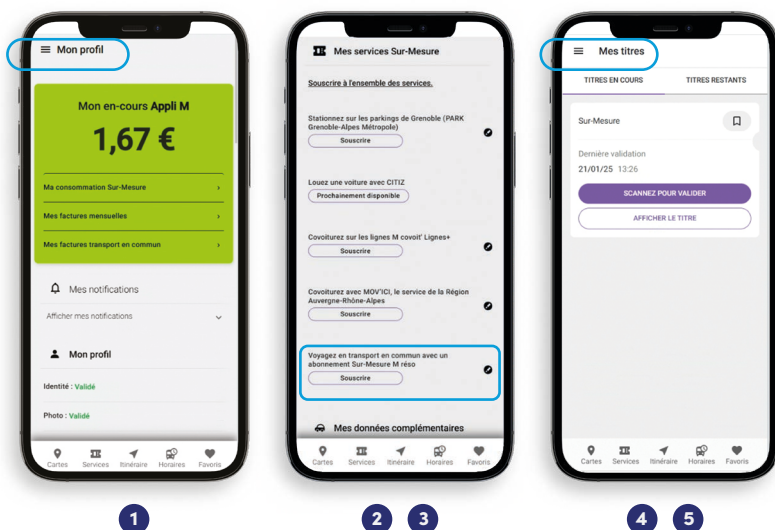 Mon profil
Mon en-cours Appli M
1,67 €
Ma consommation Sur-Mesure
Mes factures mensuelles
Mes factures transport en commun
Mes notifications
Afficher mes notifications
Mon profil
Identité : Validé
Photo : Validé
Cartes Services Itinéraire Horaires Favoris
1
Mes services Sur-Mesure
Souscrire à l'ensemble des services.
Stationnez sur les parkings de Grenoble (PARK
Grenoble-Alpes Métropole)
Souscrire
Louez une voiture avec CITIZ
Prochainement disponible
Covoiturez sur les lignes M covoit' Lignes+
Souscrire
Covoiturez avec MOV'ICI, le service de la Région
Auvergne-Rhône-Alpes
Souscrire
Voyagez en transport en commun avec un
abonnement Sur-Mesure M réso
Souscrire
Mes données complémentaires
Cartes Services Itinéraire Horaires Favoris
2 3
Mes titres
TITRES EN COURS TITRES RESTANTS
Sur-Mesure
Dernière validation
21/01/25 13:26
SCANNEZ POUR VALIDER
AFFICHER LE TITRE
Cartes Services Itinéraire Horaires Favoris
4 5